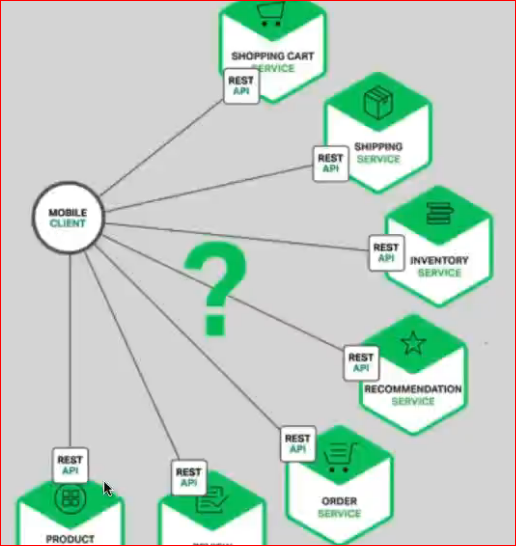 SHOPPING CART
SERVICE
REST
API
SHIPPING
SERVICE
REST
API
MOBILE
CLIENT
INVENTORY
SERVICE
REST
API
?
REST
API
RECOMMENDATION
SERVICE
REST
API
ORDER
SERVICE
REST
API
REST
API
PRODUCT